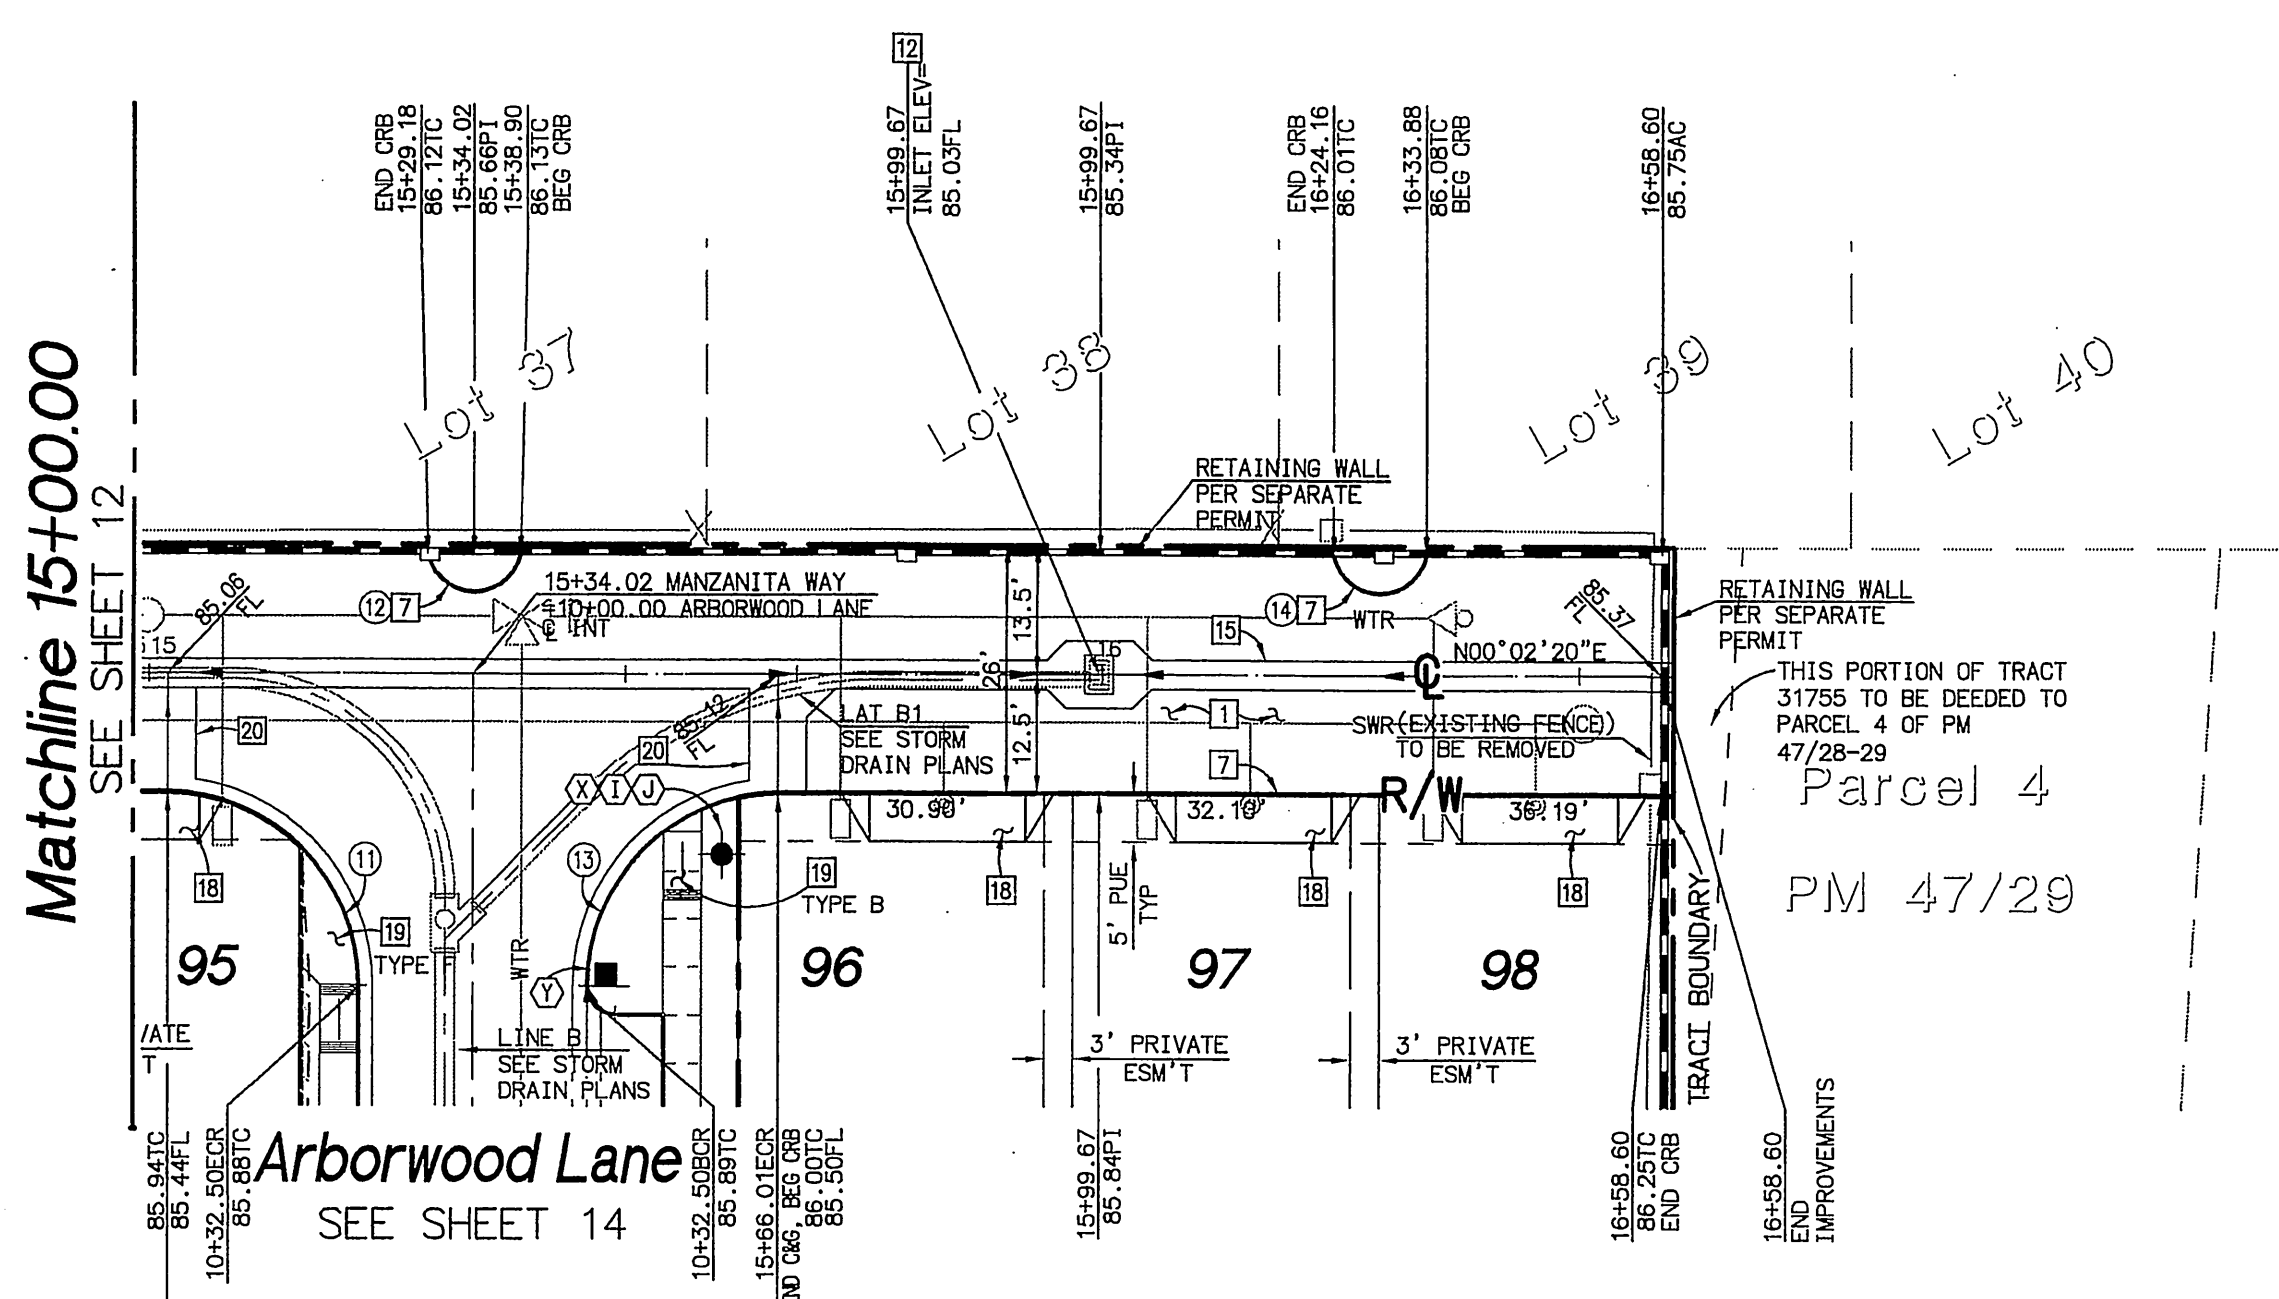 12
END CRB
15+29.18
86.12TC
15+34.02
85.66PI
15+38.90
86.13TC
BEG CRB
15+99.67
INLET ELEV=
85.03FL
15+99.67
85.34PI
END CRB
16+24.16
86.01TC
16+33.88
86.08TC
BEG CRB
16+58.60
85.75AC
Matchline 15+00.00
SEE SHEET 12
Lot 37
Lot 38
Lot 39
Lot 40
RETAINING WALL
PER SEPARATE
PERMIT
85.06
FL
12 7
15+34.02 MANZANITA WAY
=10+00.00 ARBORWOOD LANE
℄ INT
13.5'
26'
12.5'
14 7
WTR
15
16
15
N00°02'20"E
℄
85.37
FL
RETAINING WALL
PER SEPARATE
PERMIT
THIS PORTION OF TRACT
31755 TO BE DEEDED TO
PARCEL 4 OF PM
47/28-29
Parcel 4
PM 47/29
20
85.12
FL
20
LAT B1
SEE STORM
DRAIN PLANS
1
SWR
(EXISTING FENCE)
TO BE REMOVED
7
X I J
R/W
30.90'
32.10'
36.19'
18
11
13
19
TYPE B
18
18
18
19
TYPE F
5' PUE
TYP
95
96
97
98
WTR
Y
TRACT BOUNDARY
/ATE
T
LINE B
SEE STORM
DRAIN PLANS
3' PRIVATE
ESM'T
3' PRIVATE
ESM'T
85.94TC
85.44FL
10+32.50ECR
85.88TC
Arborwood Lane
SEE SHEET 14
10+32.50BCR
85.89TC
15+66.01ECR
END C&G, BEG CRB
86.00TC
85.50FL
15+99.67
85.84PI
16+58.60
86.25TC
END CRB
16+58.60
END
IMPROVEMENTS